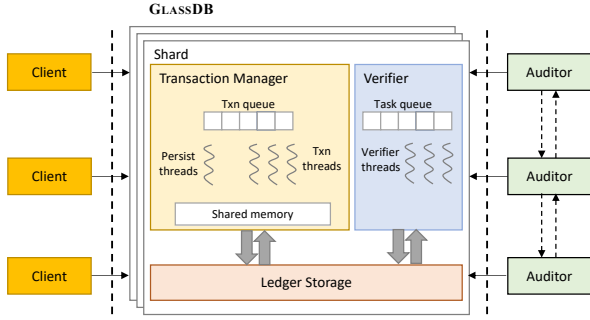 GLASSDB
Shard
Client
Transaction Manager
Verifier
Auditor
Txn queue
Task queue
Persist
threads
Txn
threads
Verifier
threads
Client
Auditor
Shared memory
Client
Ledger Storage
Auditor